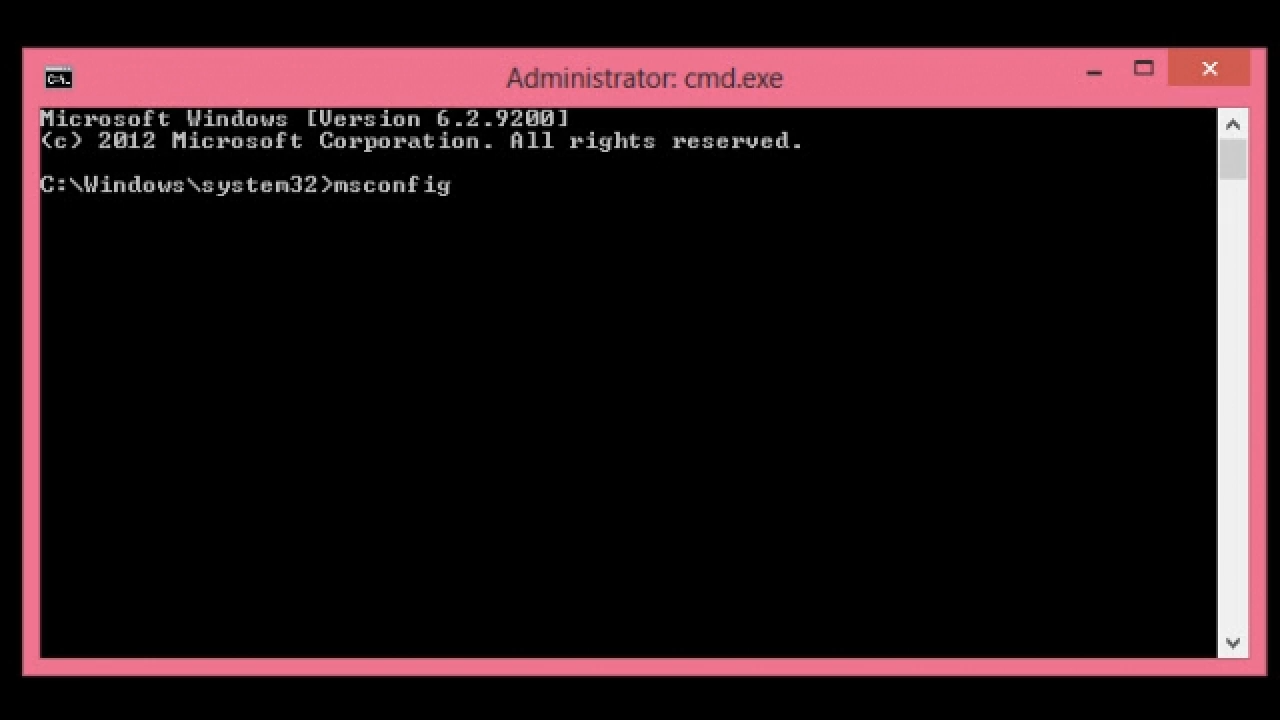 Administrator: cmd.exe
Microsoft Windows [Version 6.2.9200]
(c) 2012 Microsoft Corporation. All rights reserved.
C:\Windows\system32>msconfig